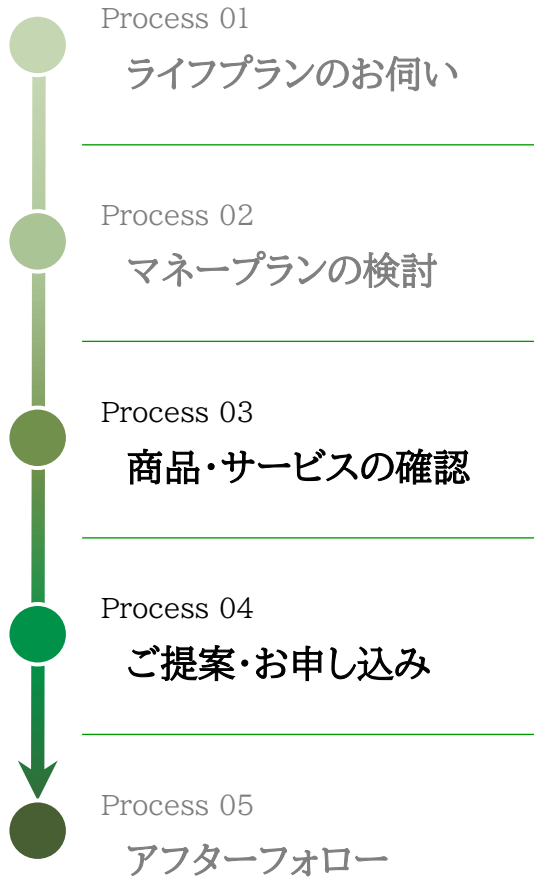 Process 01
ライフプランのお伺い
Process 02
マネープランの検討
Process 03
商品・サービスの確認
Process 04
ご提案・お申し込み
Process 05
アフターフォロー